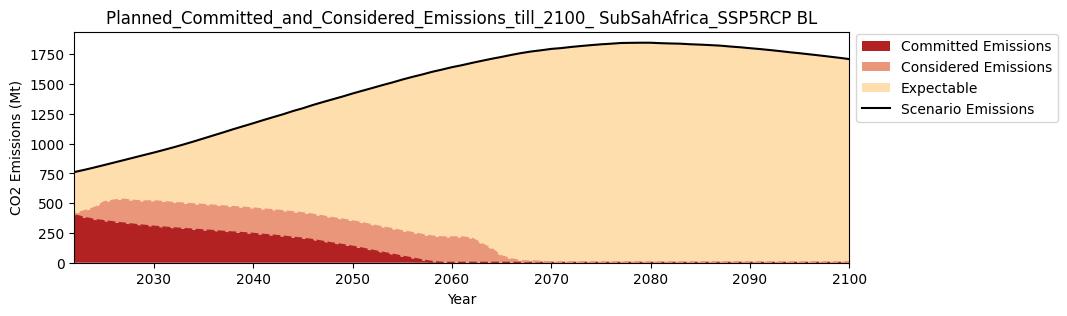 Planned_Committed_and_Considered_Emissions_till_2100_ SubSahAfrica_SSP5RCP BL
CO2 Emissions (Mt)
1750
1500
1250
1000
750
500
250
0
2030 2040 2050 2060 2070 2080 2090 2100
Year
Committed Emissions
Considered Emissions
Expectable
Scenario Emissions